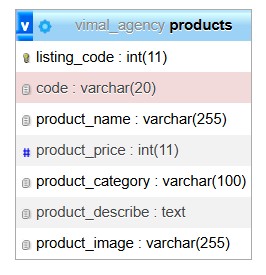 v vimal_agency products
listing_code : int(11)
code : varchar(20)
product_name : varchar(255)
# product_price : int(11)
product_category : varchar(100)
product_describe : text
product_image : varchar(255)